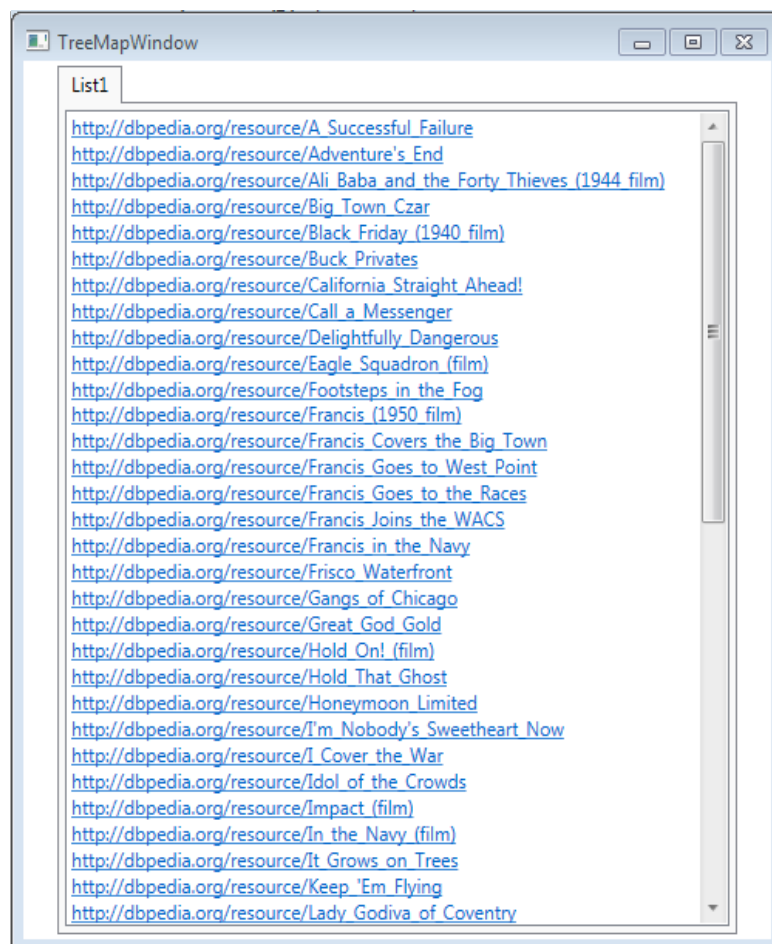 TreeMapWindow
List1
http://dbpedia.org/resource/A_Successful_Failure
http://dbpedia.org/resource/Adventure's_End
http://dbpedia.org/resource/Ali_Baba_and_the_Forty_Thieves_(1944_film)
http://dbpedia.org/resource/Big_Town_Czar
http://dbpedia.org/resource/Black_Friday_(1940_film)
http://dbpedia.org/resource/Buck_Privates
http://dbpedia.org/resource/California_Straight_Ahead!
http://dbpedia.org/resource/Call_a_Messenger
http://dbpedia.org/resource/Delightfully_Dangerous
http://dbpedia.org/resource/Eagle_Squadron_(film)
http://dbpedia.org/resource/Footsteps_in_the_Fog
http://dbpedia.org/resource/Francis_(1950_film)
http://dbpedia.org/resource/Francis_Covers_the_Big_Town
http://dbpedia.org/resource/Francis_Goes_to_West_Point
http://dbpedia.org/resource/Francis_Goes_to_the_Races
http://dbpedia.org/resource/Francis_Joins_the_WACS
http://dbpedia.org/resource/Francis_in_the_Navy
http://dbpedia.org/resource/Frisco_Waterfront
http://dbpedia.org/resource/Gangs_of_Chicago
http://dbpedia.org/resource/Great_God_Gold
http://dbpedia.org/resource/Hold_On!_(film)
http://dbpedia.org/resource/Hold_That_Ghost
http://dbpedia.org/resource/Honeymoon_Limited
http://dbpedia.org/resource/I'm_Nobody's_Sweetheart_Now
http://dbpedia.org/resource/I_Cover_the_War
http://dbpedia.org/resource/Idol_of_the_Crowds
http://dbpedia.org/resource/Impact_(film)
http://dbpedia.org/resource/In_the_Navy_(film)
http://dbpedia.org/resource/It_Grows_on_Trees
http://dbpedia.org/resource/Keep_'Em_Flying
http://dbpedia.org/resource/Lady_Godiva_of_Coventry